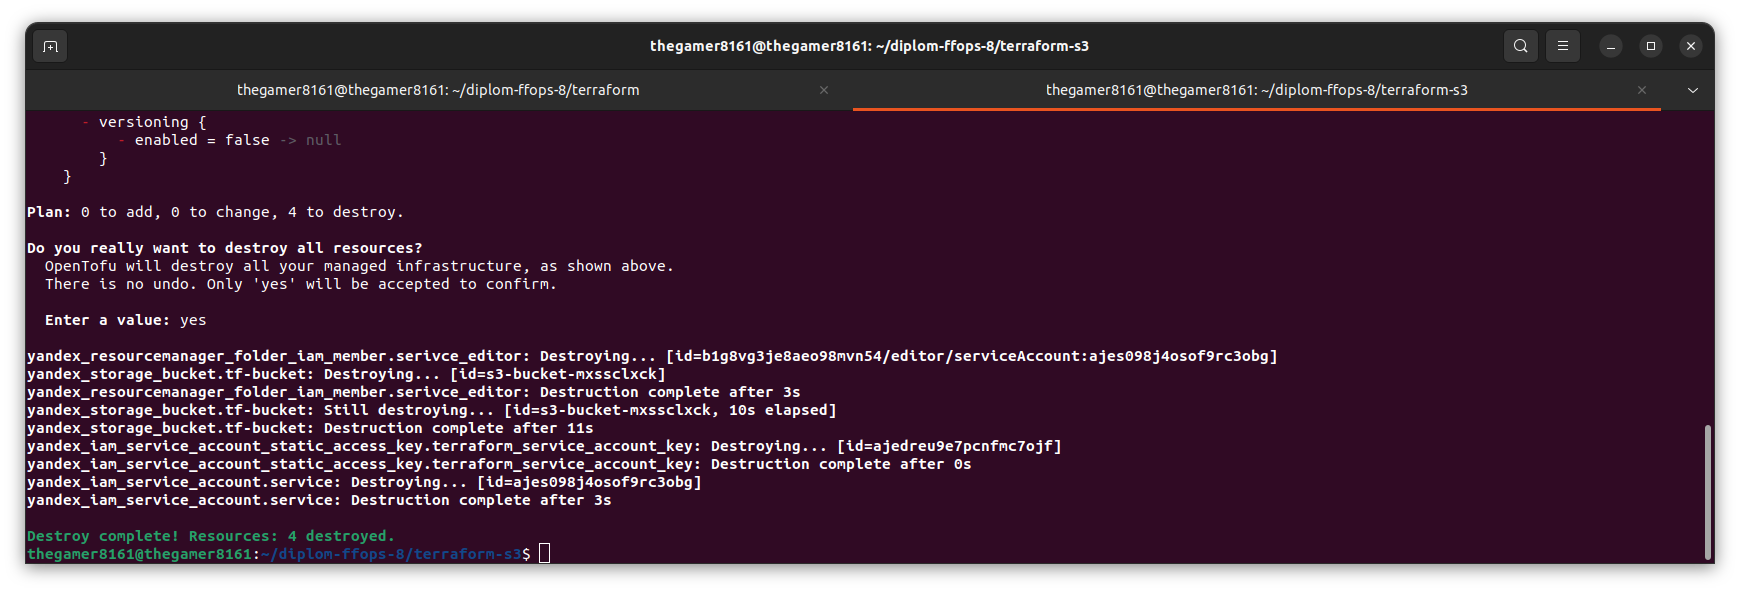 thegamer8161@thegamer8161: ~/diplom-ffops-8/terraform-s3
thegamer8161@thegamer8161: ~/diplom-ffops-8/terraform
thegamer8161@thegamer8161: ~/diplom-ffops-8/terraform-s3
- versioning {
- enabled = false -> null
}
}
Plan: 0 to add, 0 to change, 4 to destroy.
Do you really want to destroy all resources?
OpenTofu will destroy all your managed infrastructure, as shown above.
There is no undo. Only 'yes' will be accepted to confirm.
Enter a value: yes
yandex_resourcemanager_folder_iam_member.serivce_editor: Destroying... [id=b1g8vg3je8aeo98mvn54/editor/serviceAccount:ajes098j4osof9rc3obg]
yandex_storage_bucket.tf-bucket: Destroying... [id=s3-bucket-mxssclxck]
yandex_resourcemanager_folder_iam_member.serivce_editor: Destruction complete after 3s
yandex_storage_bucket.tf-bucket: Still destroying... [id=s3-bucket-mxssclxck, 10s elapsed]
yandex_storage_bucket.tf-bucket: Destruction complete after 11s
yandex_iam_service_account_static_access_key.terraform_service_account_key: Destroying... [id=ajedreu9e7pcnfmc7ojf]
yandex_iam_service_account_static_access_key.terraform_service_account_key: Destruction complete after 0s
yandex_iam_service_account.service: Destroying... [id=ajes098j4osof9rc3obg]
yandex_iam_service_account.service: Destruction complete after 3s
Destroy complete! Resources: 4 destroyed.
thegamer8161@thegamer8161:~/diplom-ffops-8/terraform-s3$